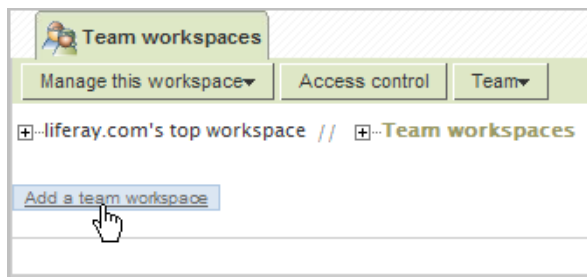 Team workspaces
Manage this workspace▾ Access control Team▾
liferay.com's top workspace // Team workspaces
Add a team workspace